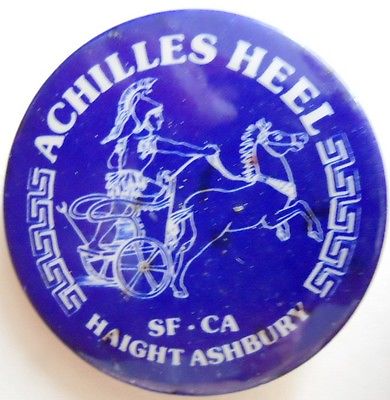 ACHILLES HEEL
SF · CA
HAIGHT ASHBURY